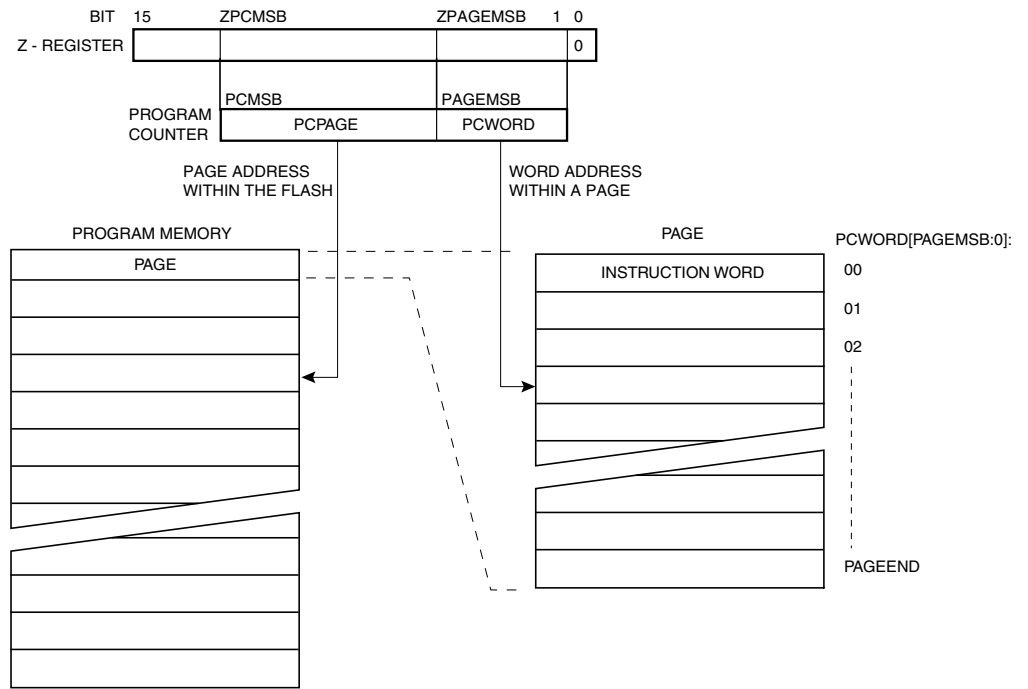 BIT 15 ZPCMSB ZPAGEMSB 1 0
Z - REGISTER 0
PCMSB PAGEMSB
PROGRAM
COUNTER
PCPAGE PCWORD
PAGE ADDRESS
WITHIN THE FLASH
WORD ADDRESS
WITHIN A PAGE
PROGRAM MEMORY
PAGE
PAGE
PCWORD[PAGEMSB:0]:
INSTRUCTION WORD 00
01
02
PAGEEND